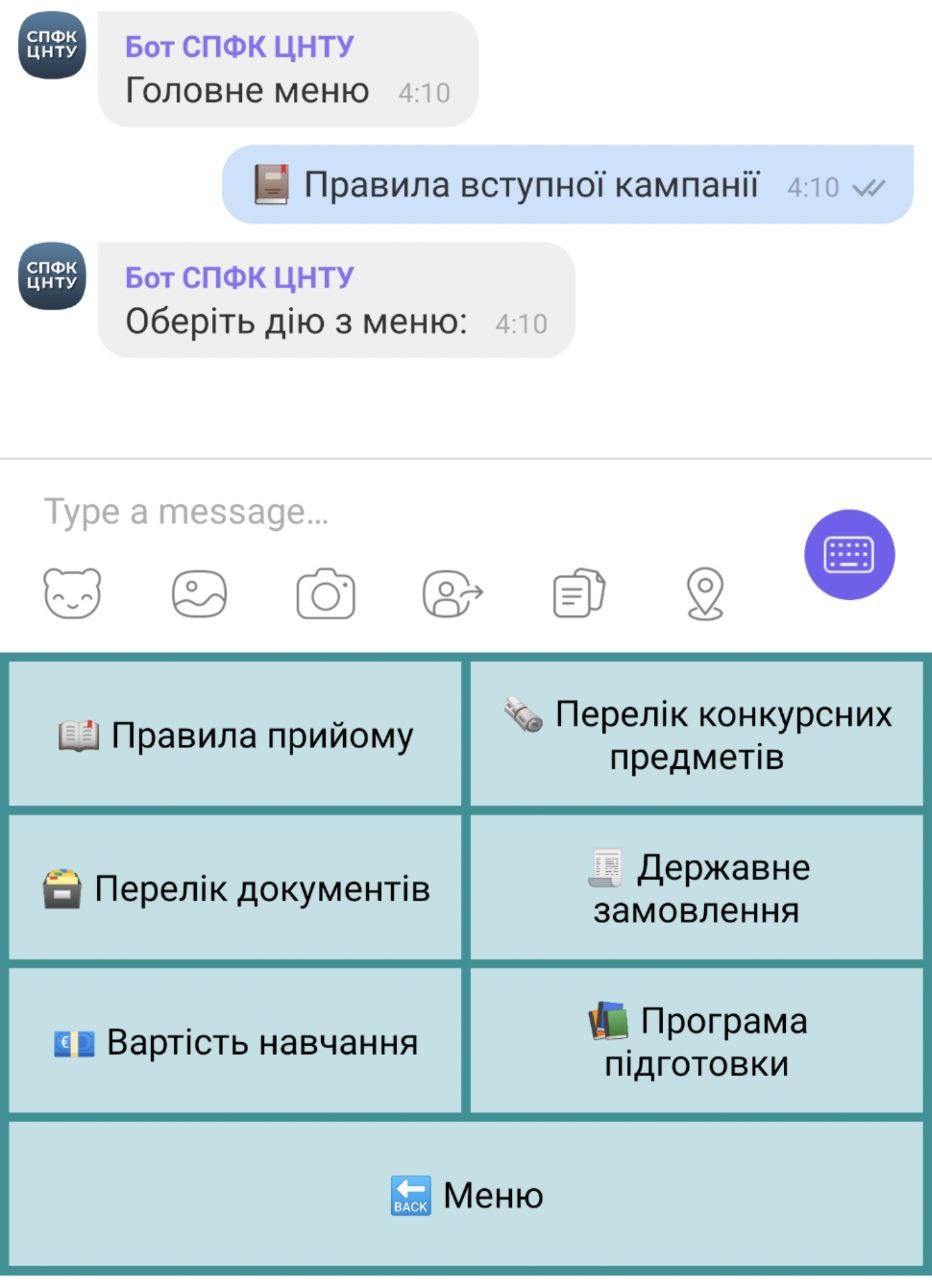 СПФК
ЦНТУ
Бот СПФК ЦНТУ
Головне меню 4:10
Правила вступної кампанії 4:10
СПФК
ЦНТУ
Бот СПФК ЦНТУ
Оберіть дію з меню: 4:10
Type a message...
Правила прийому
Перелік конкурсних
предметів
Перелік документів
Державне
замовлення
Вартість навчання
Програма
підготовки
BACK Меню